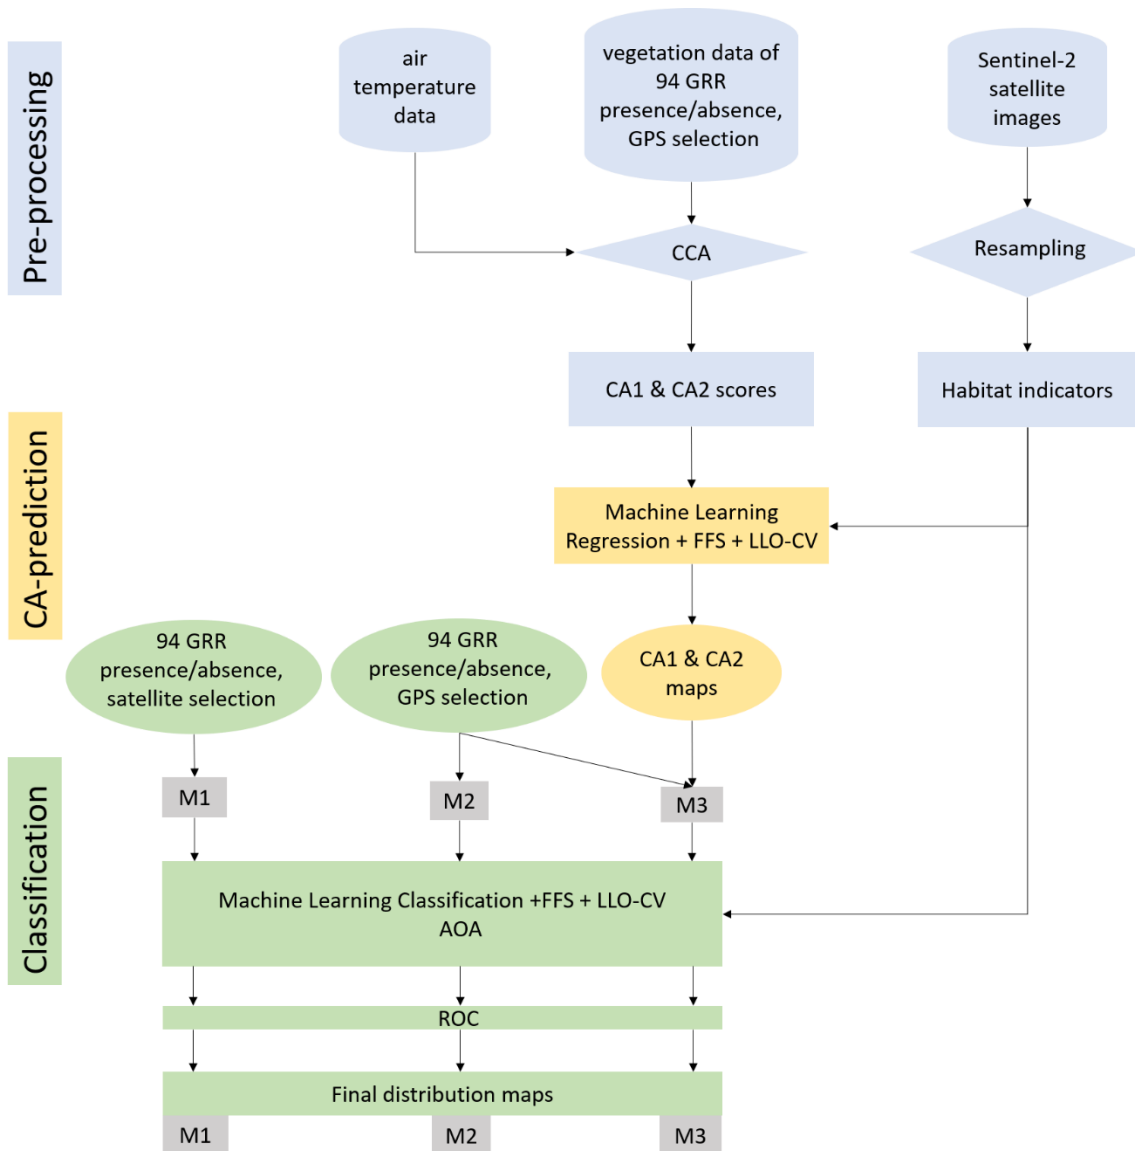 Pre-processing
air
temperature
data
vegetation data of
94 GRR
presence/absence,
GPS selection
Sentinel-2
satellite
images
CCA
Resampling
CA1 & CA2 scores
Habitat indicators
CA-prediction
Machine Learning
Regression + FFS + LLO-CV
94 GRR
presence/absence,
satellite selection
94 GRR
presence/absence,
GPS selection
CA1 & CA2
maps
Classification
M1
M2
M3
Machine Learning Classification +FFS + LLO-CV
AOA
ROC
Final distribution maps
M1
M2
M3